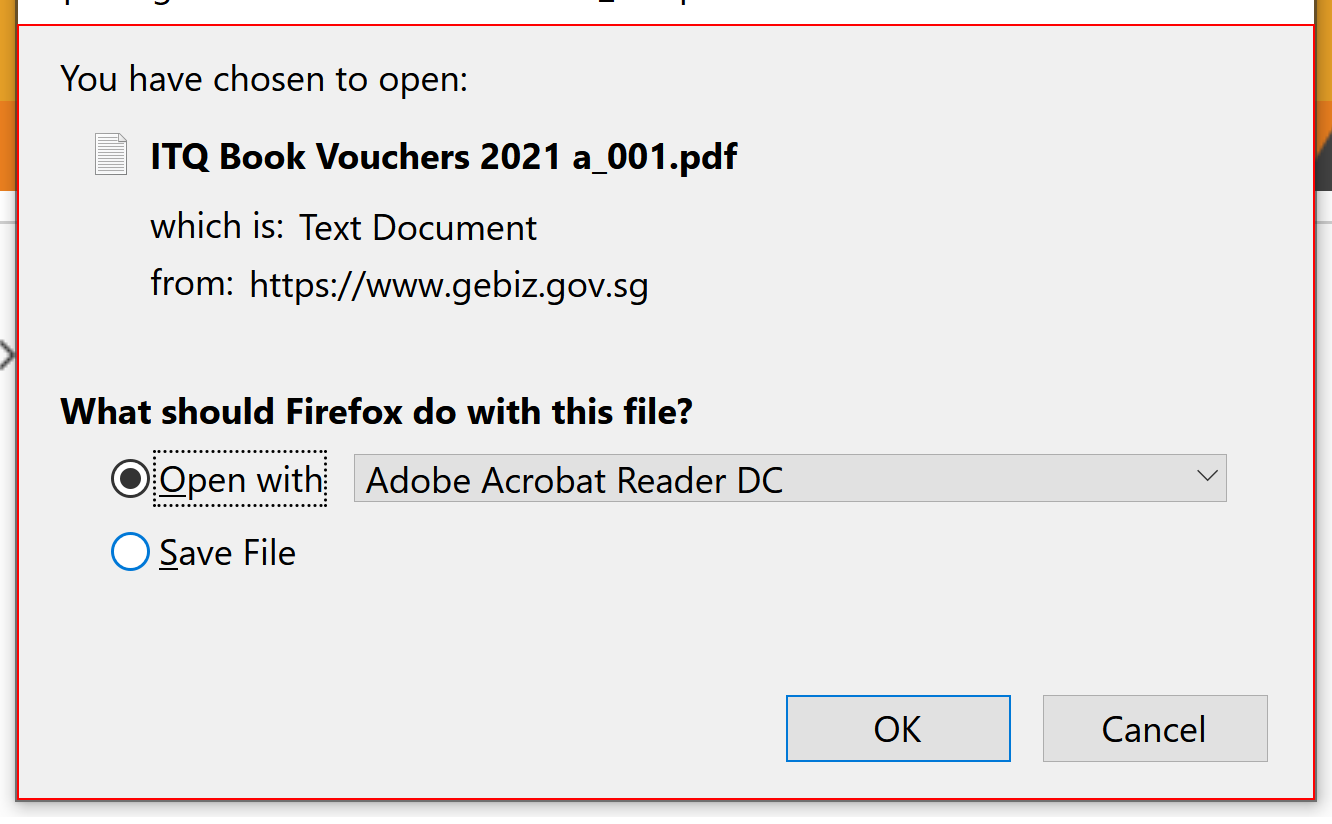 You have chosen to open:
ITQ Book Vouchers 2021 a_001.pdf
which is: Text Document
from: https://www.gebiz.gov.sg
What should Firefox do with this file?
Open with Adobe Acrobat Reader DC
Save File
OK Cancel